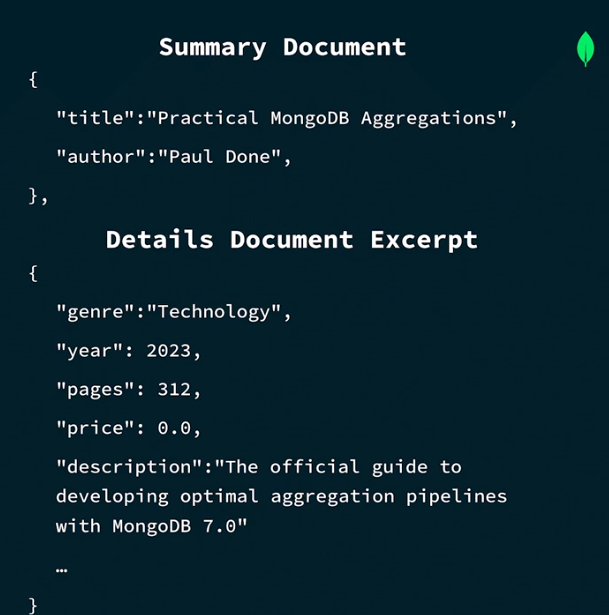 Summary Document
{
"title":"Practical MongoDB Aggregations",
"author":"Paul Done",
},
Details Document Excerpt
{
"genre":"Technology",
"year": 2023,
"pages": 312,
"price": 0.0,
"description":"The official guide to
developing optimal aggregation pipelines
with MongoDB 7.0"
…
}